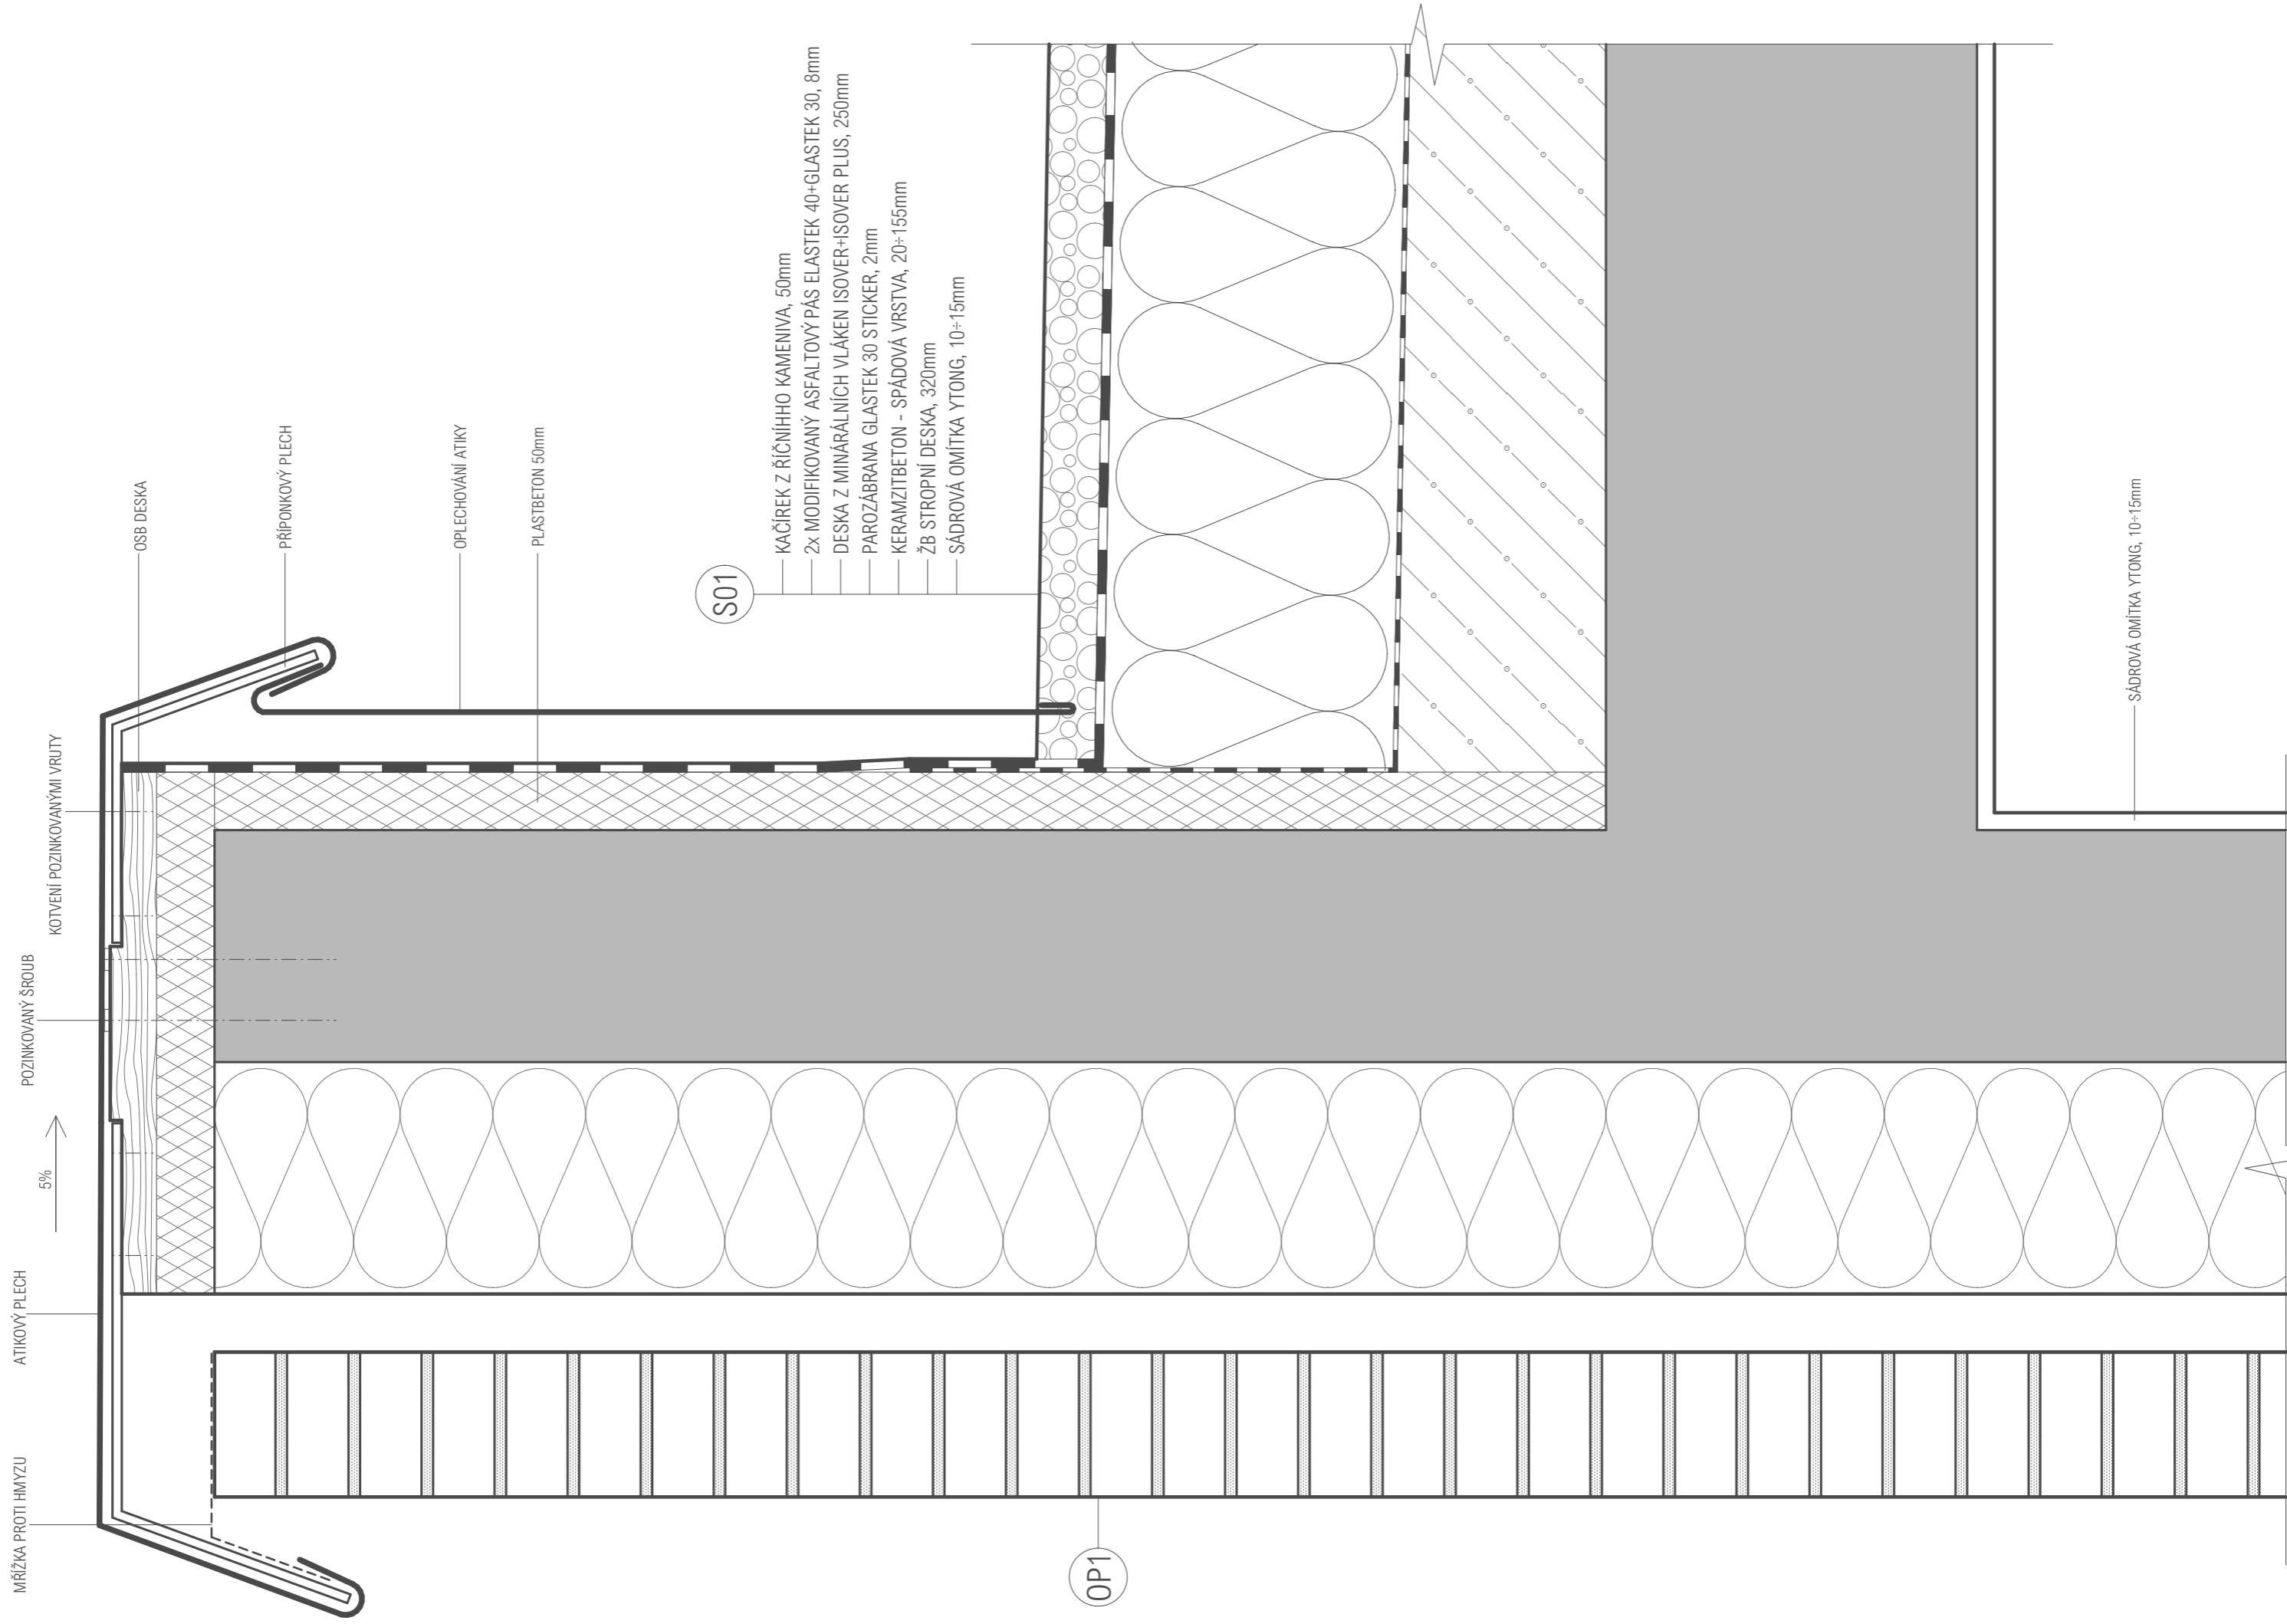 MŘÍŽKA PROTI HMYZU
ATIKOVÝ PLECH
5%
POZINKOVANÝ ŠROUB
KOTVENÍ POZINKOVANÝMI VRUTY
OSB DESKA
PŘÍPONKOVÝ PLECH
OPLECHOVÁNÍ ATIKY
PLASTBETON 50mm
S01
KAČÍREK Z ŘÍČNÍHHO KAMENIVA, 50mm
2x MODIFIKOVANÝ ASFALTOVÝ PÁS ELASTEK 40+GLASTEK 30, 8mm
DESKA Z MINÁRÁLNÍCH VLÁKEN ISOVER+ISOVER PLUS, 250mm
PAROZÁBRANA GLASTEK 30 STICKER, 2mm
KERAMZITBETON - SPÁDOVÁ VRSTVA, 20÷155mm
ŽB STROPNÍ DESKA, 320mm
SÁDROVÁ OMÍTKA YTONG, 10÷15mm
OP1
SÁDROVÁ OMÍTKA YTONG, 10÷15mm